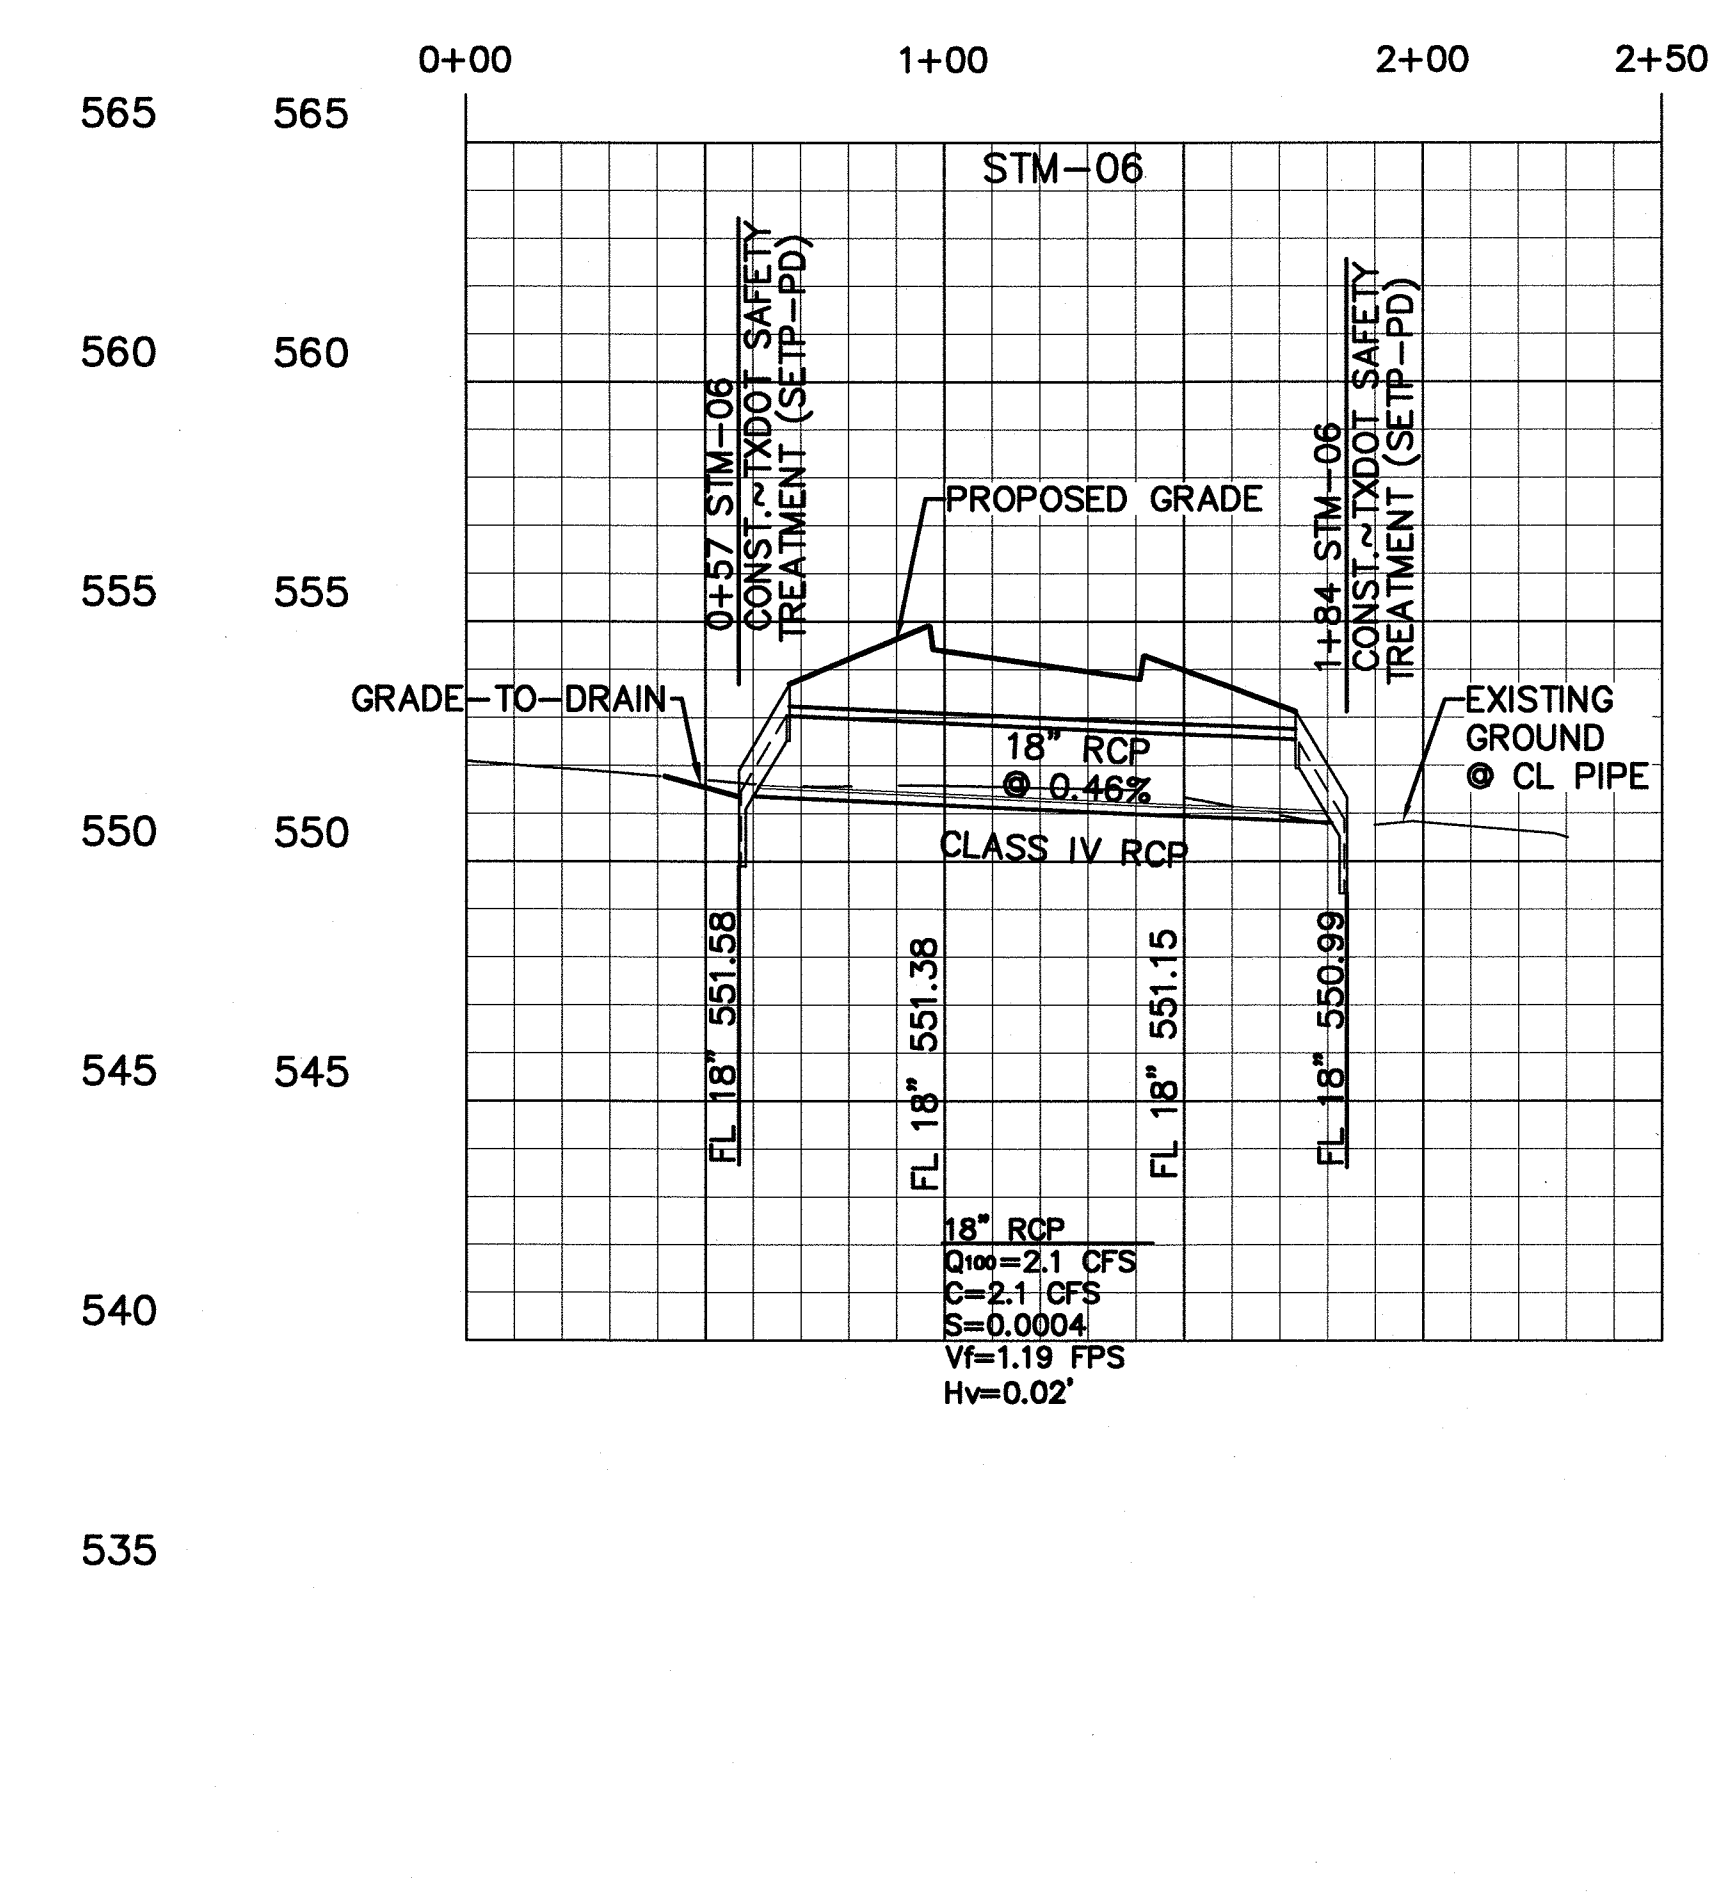 0+00 1+00 2+00 2+50
565 565
STM-06
560 560
0+57 STM-06
CONST.~TXDOT SAFETY
TREATMENT (SETP-PD)
1+84 STM-06
CONST.~TXDOT SAFETY
TREATMENT (SETP-PD)
PROPOSED GRADE
555 555
GRADE-TO-DRAIN
EXISTING
GROUND
@ CL PIPE
18" RCP
@ 0.46%
550 550
CLASS IV RCP
FL 18" 551.58
FL 18" 551.38
FL 18" 551.15
FL 18" 550.99
545 545
18" RCP
Q100=2.1 CFS
C=2.1 CFS
S=0.0004
Vf=1.19 FPS
Hv=0.02'
540
535